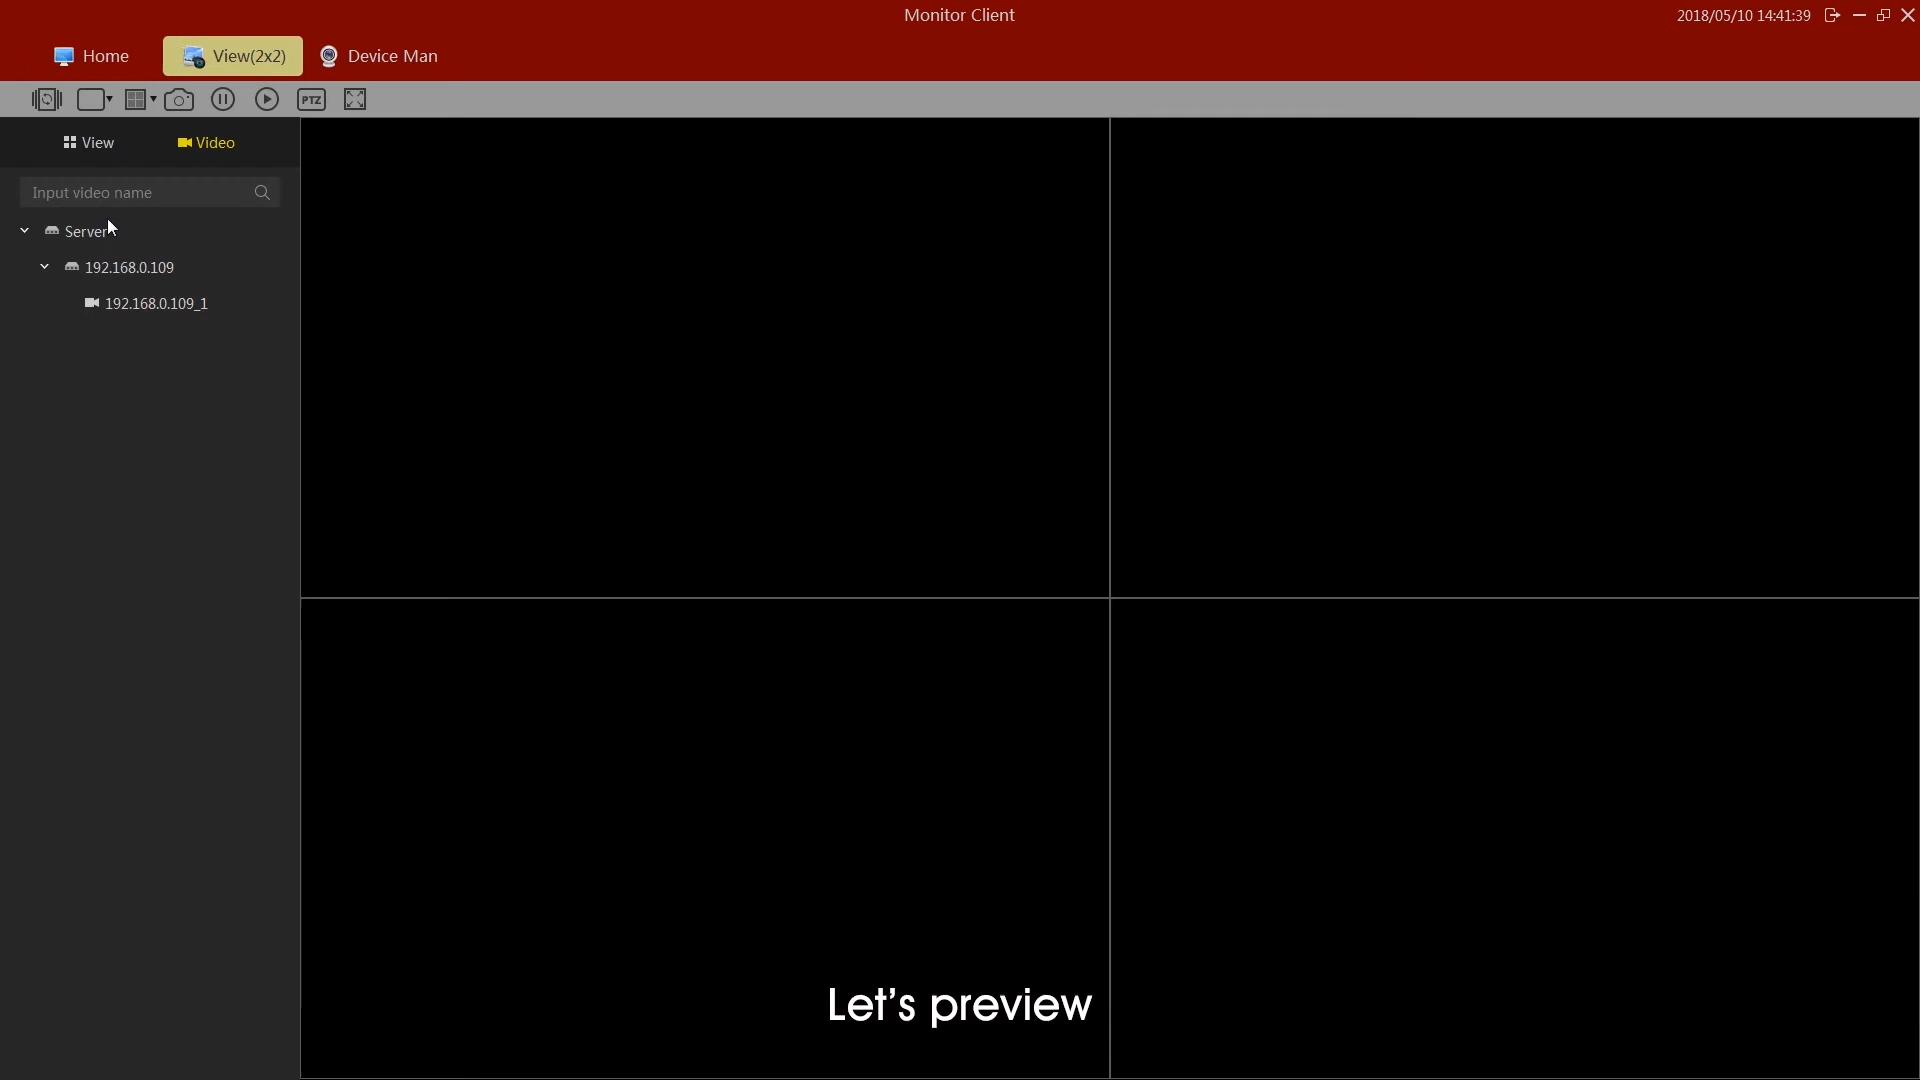 Monitor Client
2018/05/10 14:41:39
Home
View(2x2)
Device Man
PTZ
View
Video
Input video name
Server
192.168.0.109
192.168.0.109_1
Let's preview